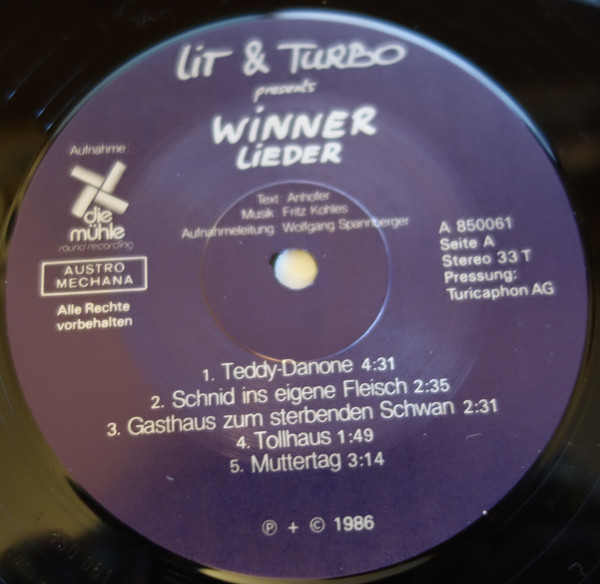 LiT & TURBO
presents
WiNNER
LiEDER
Aufnahme:
die
mühle
sound recording
AUSTRO
MECHANA
Alle Rechte
vorbehalten
Text Anhofer
Musik: Fritz Kohles
Aufnahmeleitung: Wolfgang Spannberger
A 850061
Seite A
Stereo 33 T
Pressung:
Turicaphon AG
1. Teddy-Danone 4:31
2. Schnid ins eigene Fleisch 2:35
3. Gasthaus zum sterbenden Schwan 2:31
4. Tollhaus 1:49
5. Muttertag 3:14
℗ + © 1986